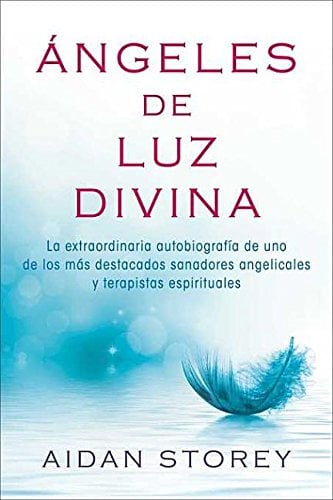 ÁNGELES
DE
LUZ
DIVINA
La extraordinaria autobiografía de uno
de los más destacados sanadores angelicales
y terapistas espirituales
AIDAN STOREY